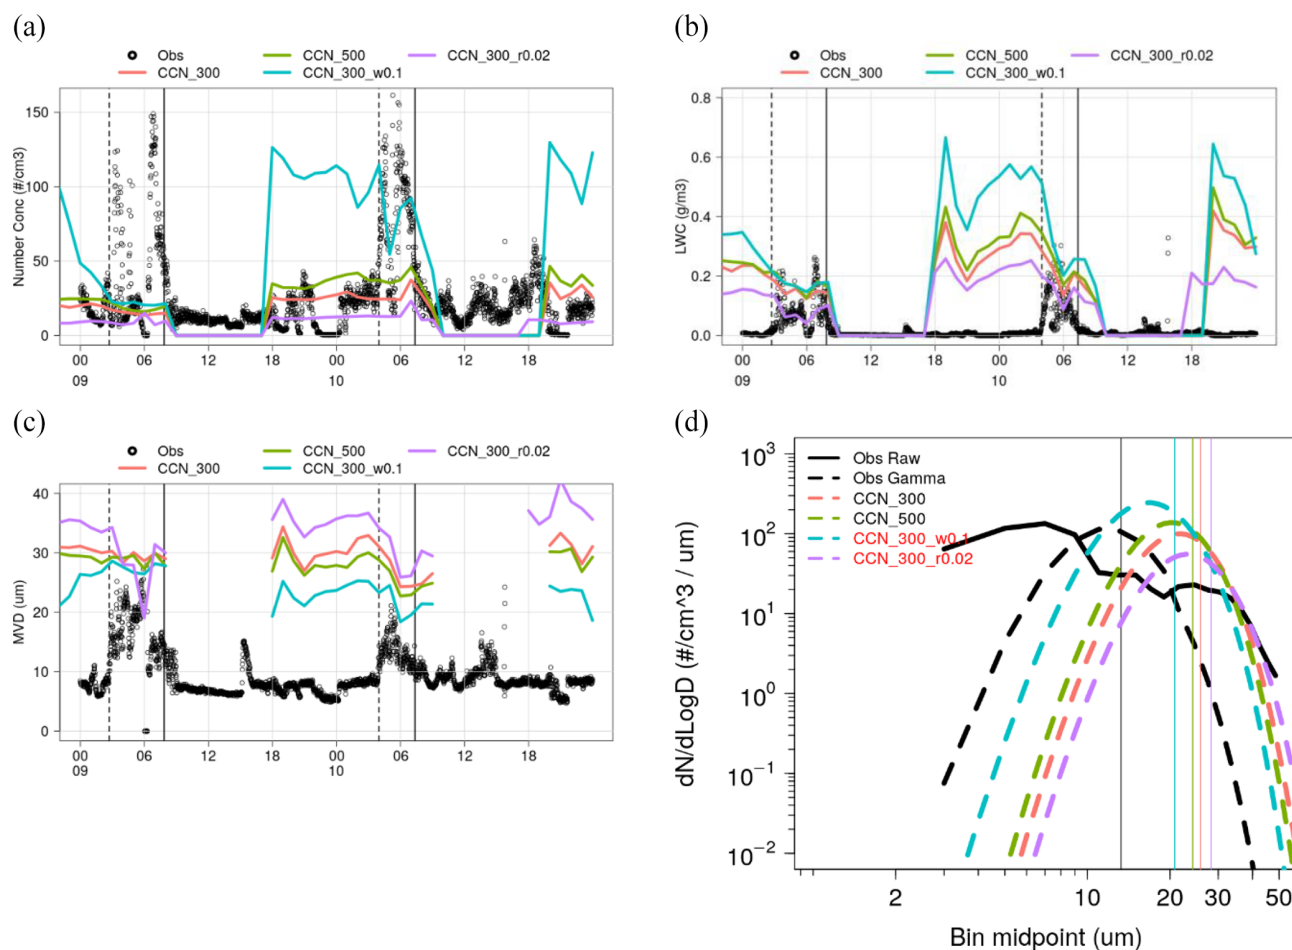 (a)
Obs
CCN_300
CCN_500
CCN_300_w0.1
CCN_300_r0.02
Number Conc (#/cm3)
150
100
50
0
00 06 12 18 00 06 12 18
09 10
(b)
Obs
CCN_300
CCN_500
CCN_300_w0.1
CCN_300_r0.02
LWC (g/m3)
0.8
0.6
0.4
0.2
0.0
00 06 12 18 00 06 12 18
09 10
(c)
Obs
CCN_300
CCN_500
CCN_300_w0.1
CCN_300_r0.02
MVD (um)
40
30
20
10
0
00 06 12 18 00 06 12 18
09 10
(d)
Obs Raw
Obs Gamma
CCN_300
CCN_500
CCN_300_w0.1
CCN_300_r0.02
dN/dLogD (#/cm^3 / um)
10³
10²
10¹
10⁰
10⁻¹
10⁻²
2 10 20 30 50
Bin midpoint (um)